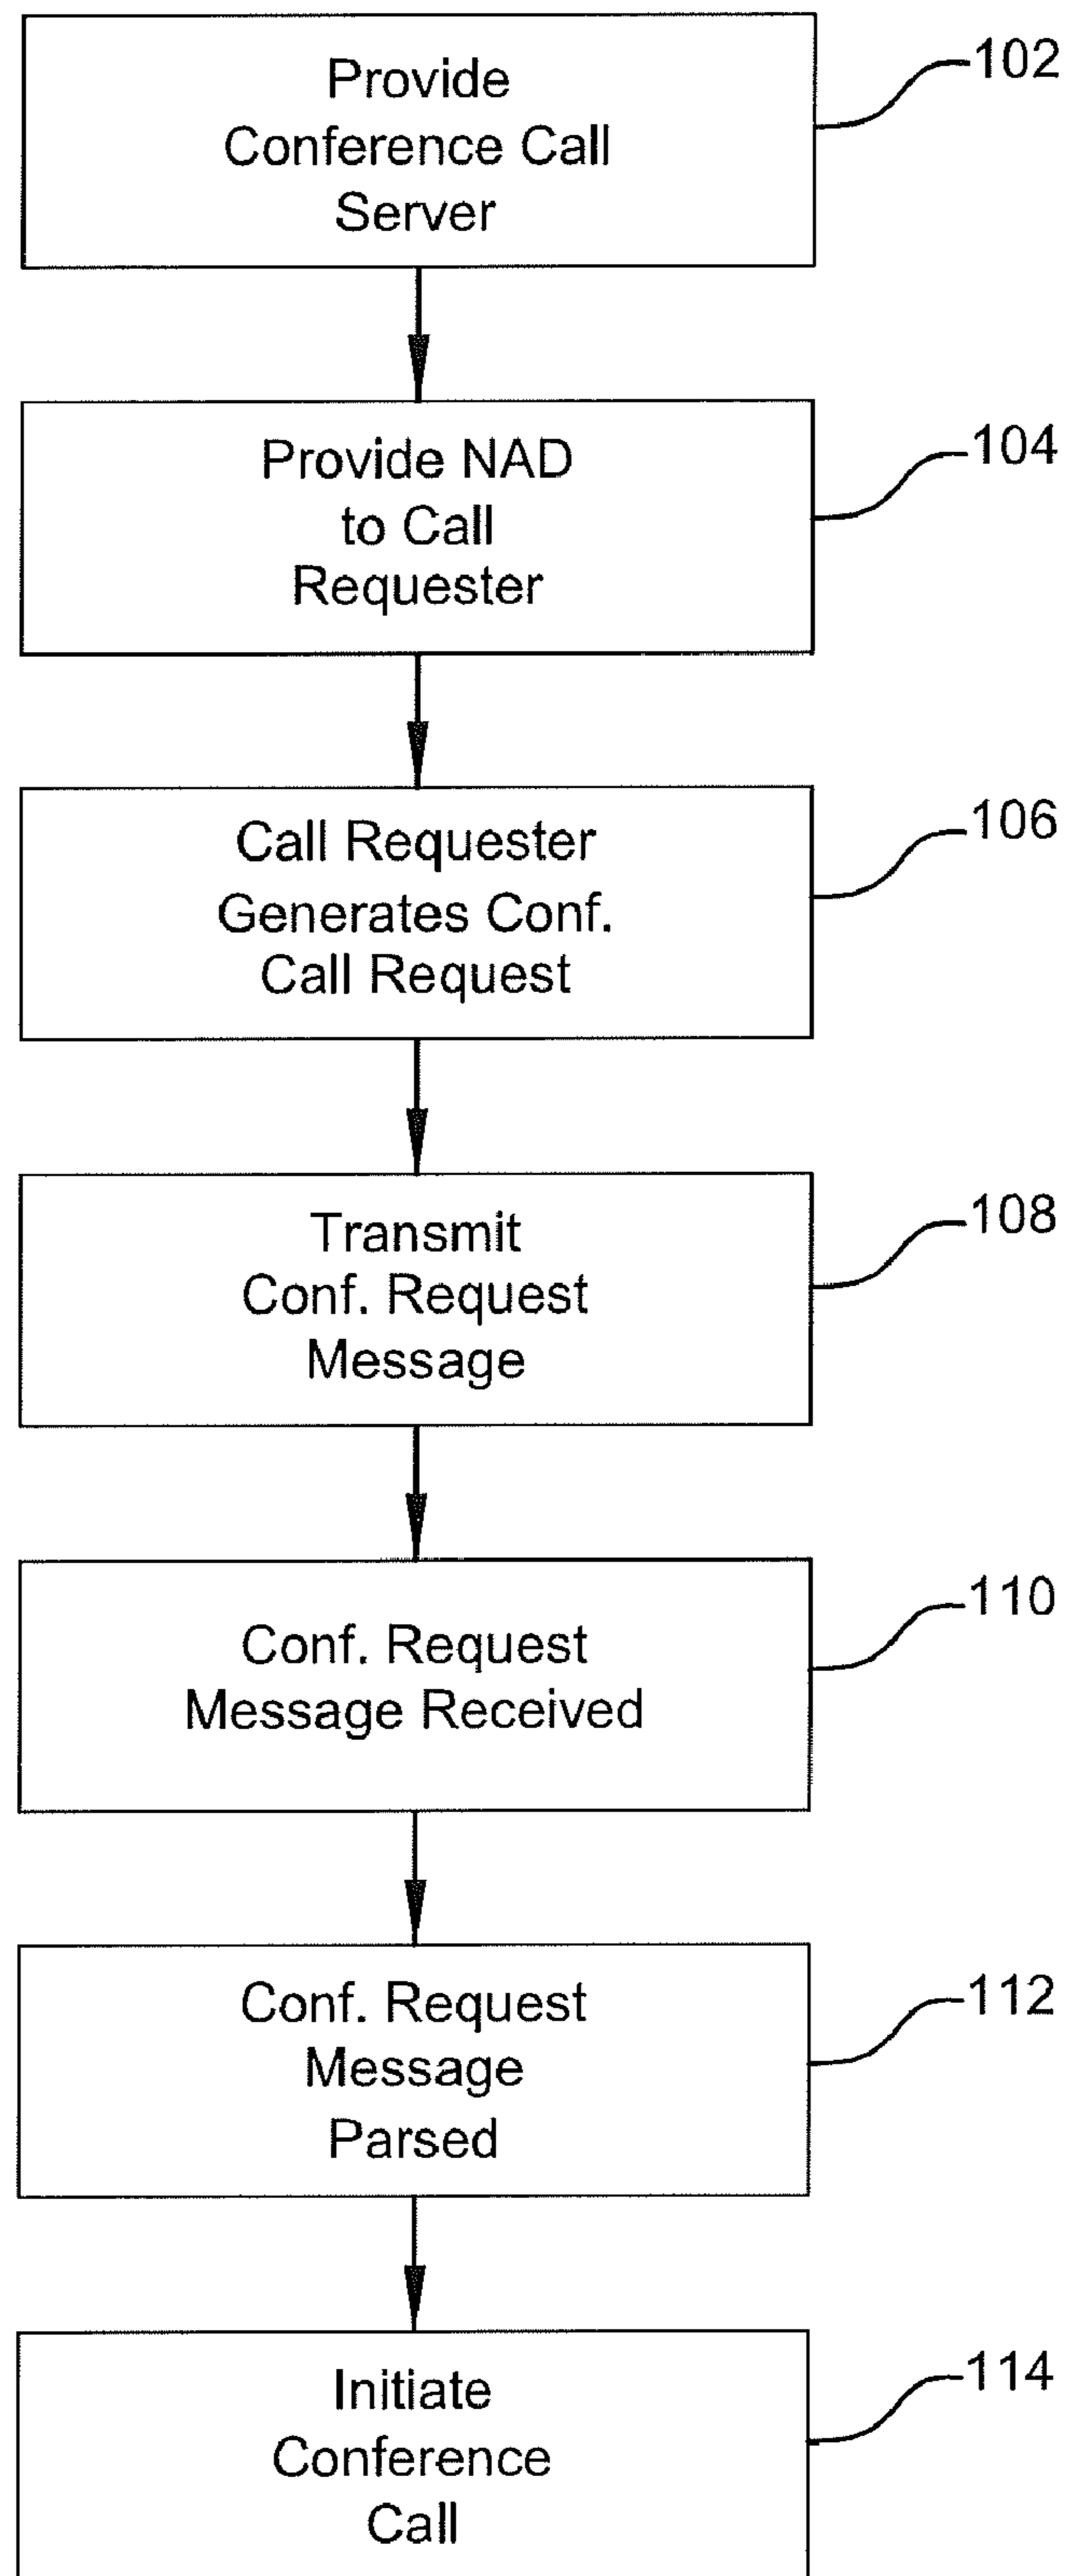 Provide
Conference Call
Server
102
Provide NAD
to Call
Requester
104
Call Requester
Generates Conf.
Call Request
106
Transmit
Conf. Request
Message
108
Conf. Request
Message Received
110
Conf. Request
Message
Parsed
112
Initiate
Conference
Call
114